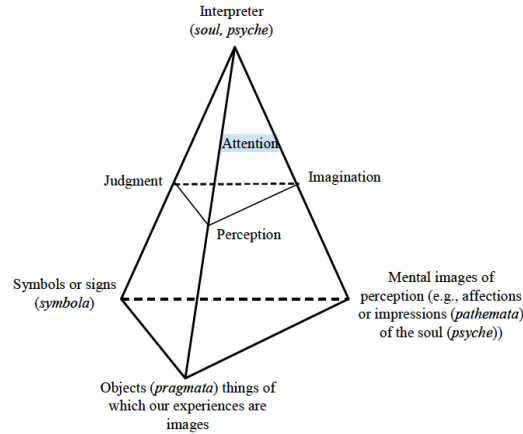 Interpreter
(soul, psyche)
Attention
Judgment
Imagination
Perception
Symbols or signs
(symbola)
Mental images of
perception (e.g., affections
or impressions (pathemata)
of the soul (psyche))
Objects (pragmata) things of
which our experiences are
images